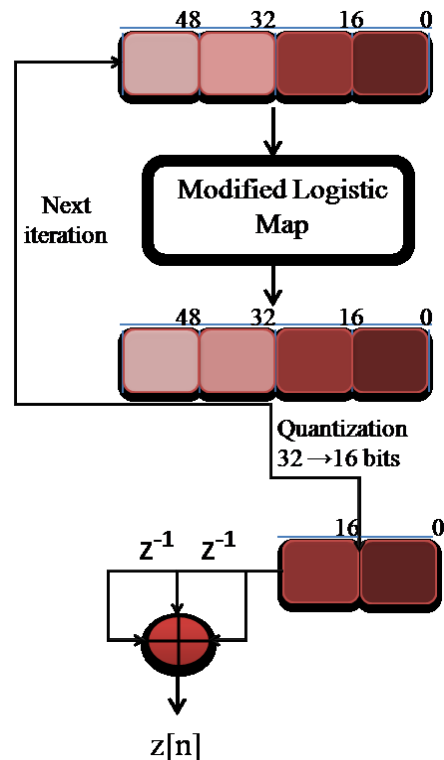 48 32 16 0
Modified Logistic
Map
Next
iteration
48 32 16 0
Quantization
32→16 bits
16 0
z⁻¹ z⁻¹
z[n]